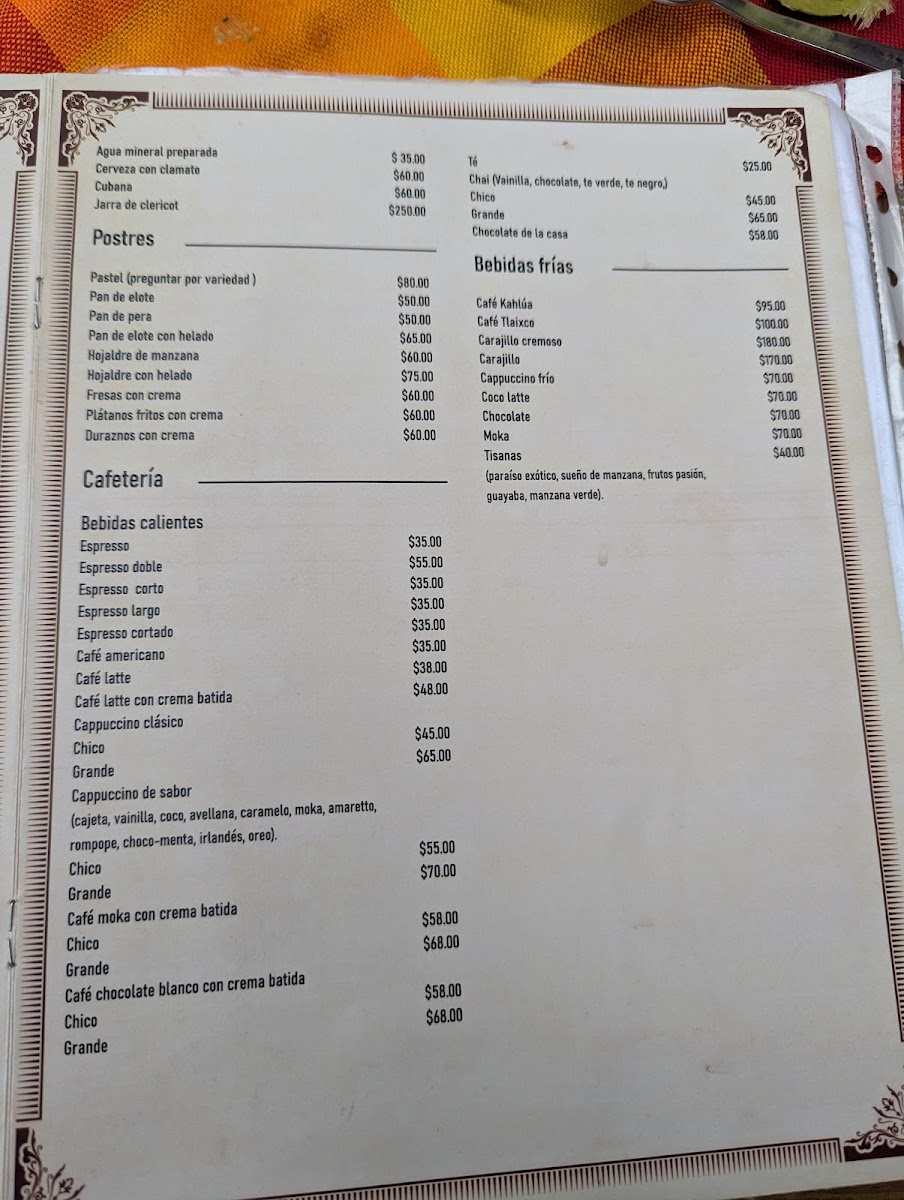 Agua mineral preparada $ 35.00
Cerveza con clamato $60.00
Cubana $60.00
Jarra de clericot $250.00
Postres
Pastel (preguntar por variedad ) $80.00
Pan de elote $50.00
Pan de pera $50.00
Pan de elote con helado $65.00
Hojaldre de manzana $60.00
Hojaldre con helado $75.00
Fresas con crema $60.00
Plátanos fritos con crema $60.00
Duraznos con crema $60.00
Cafetería
Bebidas calientes
Espresso $35.00
Espresso doble $55.00
Espresso corto $35.00
Espresso largo $35.00
Espresso cortado $35.00
Café americano $35.00
Café latte $38.00
Café latte con crema batida $48.00
Cappuccino clásico
Chico $45.00
Grande $65.00
Cappuccino de sabor
(cajeta, vainilla, coco, avellana, caramelo, moka, amaretto,
rompope, choco-menta, irlandés, oreo).
Chico $55.00
Grande $70.00
Café moka con crema batida
Chico $58.00
Grande $68.00
Café chocolate blanco con crema batida
Chico $58.00
Grande $68.00
Té $25.00
Chai (Vainilla, chocolate, te verde, te negro,)
Chico $45.00
Grande $65.00
Chocolate de la casa $58.00
Bebidas frías
Café Kahlúa $95.00
Café Tlaixco $100.00
Carajillo cremoso $180.00
Carajillo $170.00
Cappuccino frío $70.00
Coco latte $70.00
Chocolate $70.00
Moka $70.00
Tisanas $40.00
(paraíso exótico, sueño de manzana, frutos pasión,
guayaba, manzana verde).